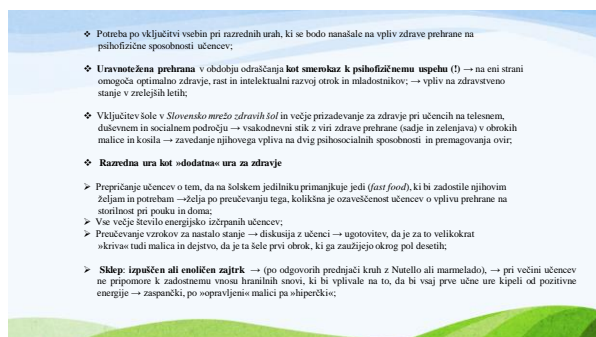 ❖ Potreba po vključitvi vsebin pri razrednih urah, ki se bodo nanašale na vpliv zdrave prehrane na
psihofizične sposobnosti učencev;
❖ Uravnotežena prehrana v obdobju odraščanja kot smerokaz k psihofizičnemu uspehu (!) → na eni strani
omogoča optimalno zdravje, rast in intelektualni razvoj otrok in mladostnikov; → vpliv na zdravstveno
stanje v zrelejših letih;
❖ Vključitev šole v Slovensko mrežo zdravih šol in večje prizadevanje za zdravje pri učencih na telesnem,
duševnem in socialnem področju → vsakodnevni stik z viri zdrave prehrane (sadje in zelenjava) v obrokih
malice in kosila → zavedanje njihovega vpliva na dvig psihosocialnih sposobnosti in premagovanja ovir;
❖ Razredna ura kot »dodatna« ura za zdravje
➢ Prepričanje učencev o tem, da na šolskem jedilniku primanjkuje jedi (fast food), ki bi zadostile njihovim
željam in potrebam →želja po preučevanju tega, kolikšna je ozaveščenost učencev o vplivu prehrane na
storilnost pri pouku in doma;
➢ Vse večje število energijsko izčrpanih učencev;
➢ Preučevanje vzrokov za nastalo stanje → diskusija z učenci → ugotovitev, da je za to velikokrat
»kriva« tudi malica in dejstvo, da je ta šele prvi obrok, ki ga zaužijejo okrog pol desetih;
➢ Sklep: izpuščen ali enoličen zajtrk → (po odgovorih prednjači kruh z Nutello ali marmelado), → pri večini učencev
ne pripomore k zadostnemu vnosu hranilnih snovi, ki bi vplivale na to, da bi vsaj prve učne ure kipeli od pozitivne
energije → zaspančki, po »opravljeni« malici pa »hiperčki«;